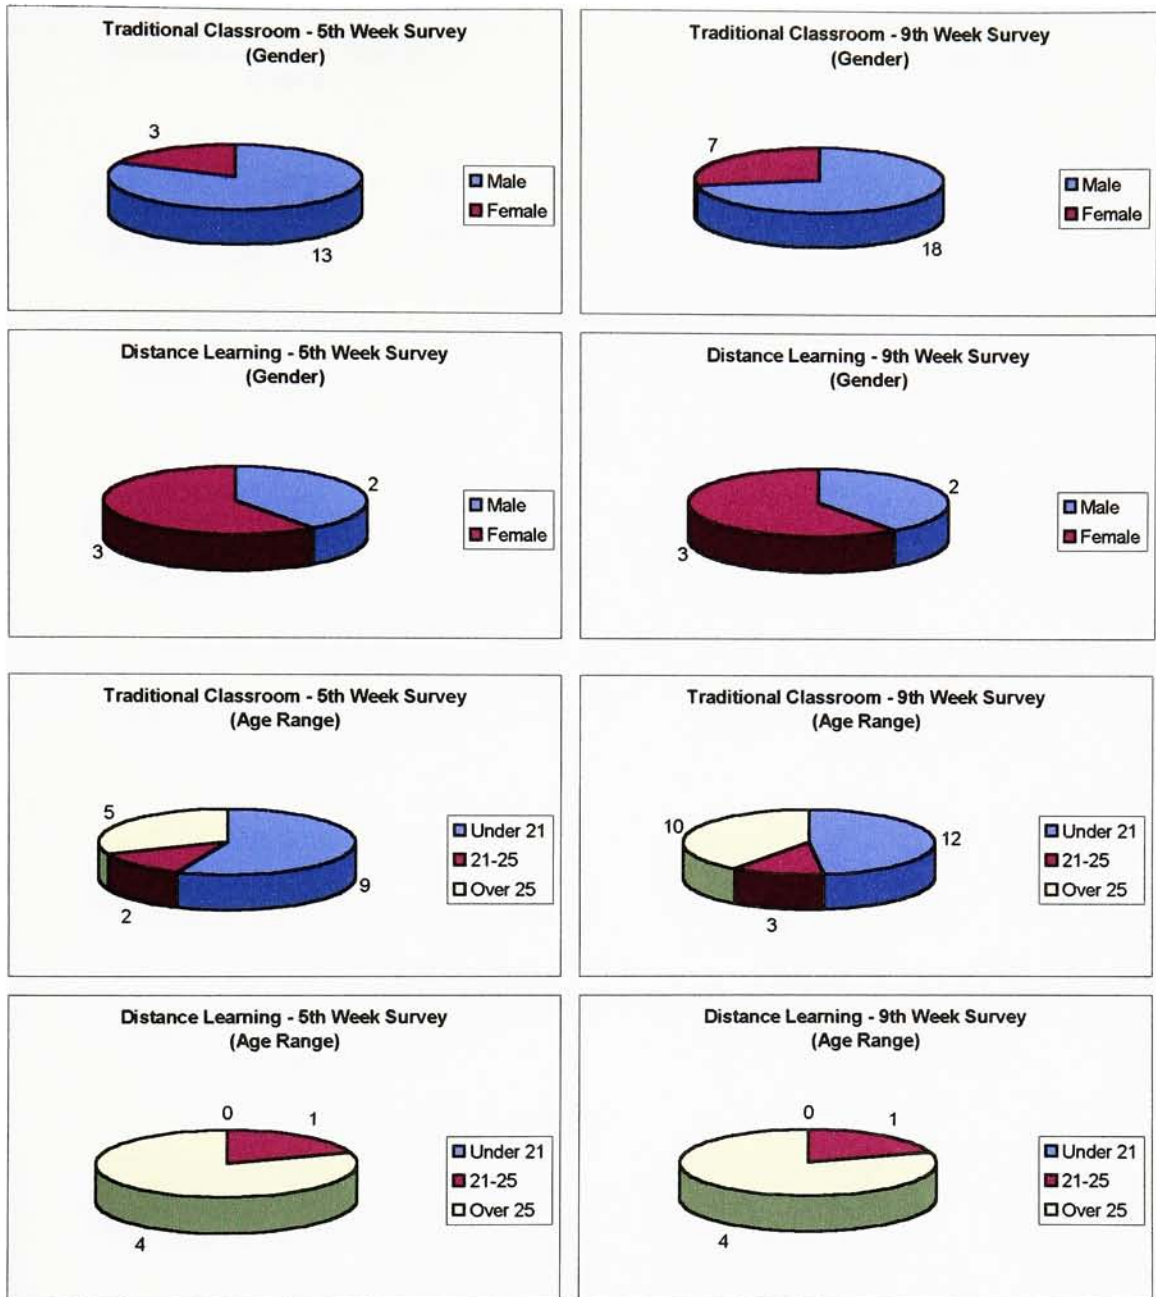 Traditional Classroom - 5th Week Survey
(Gender)
3
13
Male
Female
Traditional Classroom - 9th Week Survey
(Gender)
7
18
Male
Female
Distance Learning - 5th Week Survey
(Gender)
2
3
Male
Female
Distance Learning - 9th Week Survey
(Gender)
2
3
Male
Female
Traditional Classroom - 5th Week Survey
(Age Range)
5
9
2
Under 21
21-25
Over 25
Traditional Classroom - 9th Week Survey
(Age Range)
10
12
3
Under 21
21-25
Over 25
Distance Learning - 5th Week Survey
(Age Range)
0
1
4
Under 21
21-25
Over 25
Distance Learning - 9th Week Survey
(Age Range)
0
1
4
Under 21
21-25
Over 25